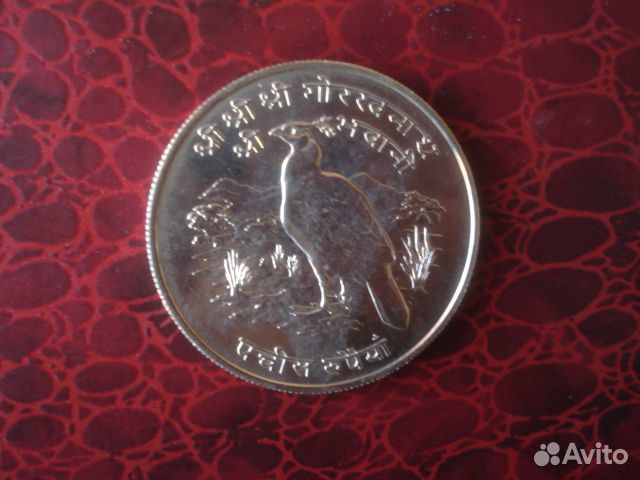 श्री श्री श्री गोरखनाथ
श्री भवानी
पच्चीस रुपैयाँ
Avito